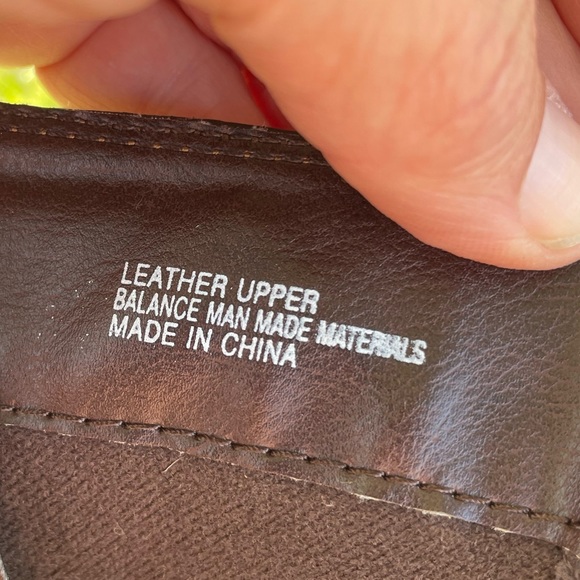 LEATHER UPPER
BALANCE MAN MADE MATERIALS
MADE IN CHINA